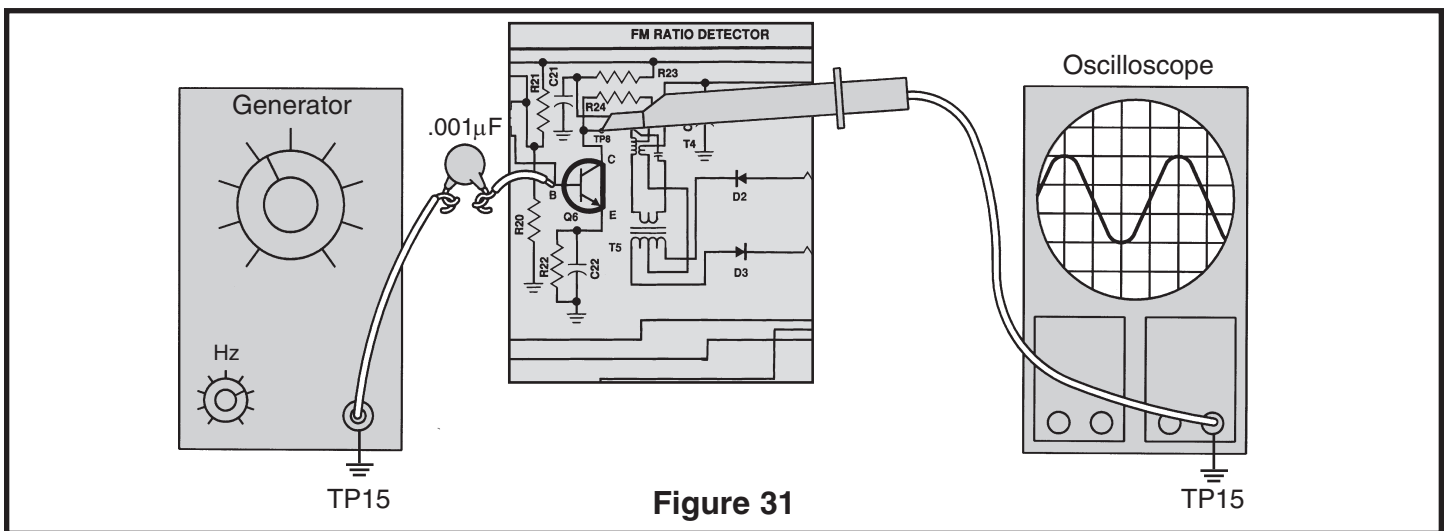 FM RATIO DETECTOR
Oscilloscope
Generator
.001µF
R21
C21
R23
R24
TP8
T4
C
B
Q6
E
R20
R22
C22
T5
D2
D3
Hz
TP15
Figure 31
TP15